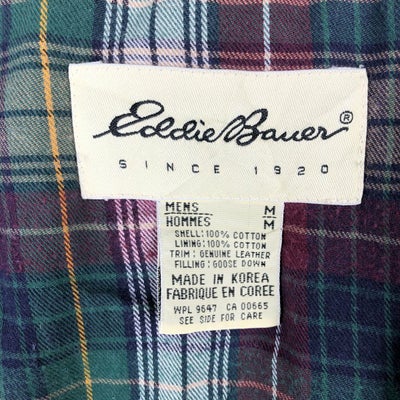 Eddie Bauer®
SINCE 1920
MENS M
HOMMES M
SHELL: 100% COTTON
LINING: 100% COTTON
TRIM: GENUINE LEATHER
FILLING: GOOSE DOWN
MADE IN KOREA
FABRIQUE EN COREE
WPL 9647 CA 00665
SEE SIDE FOR CARE